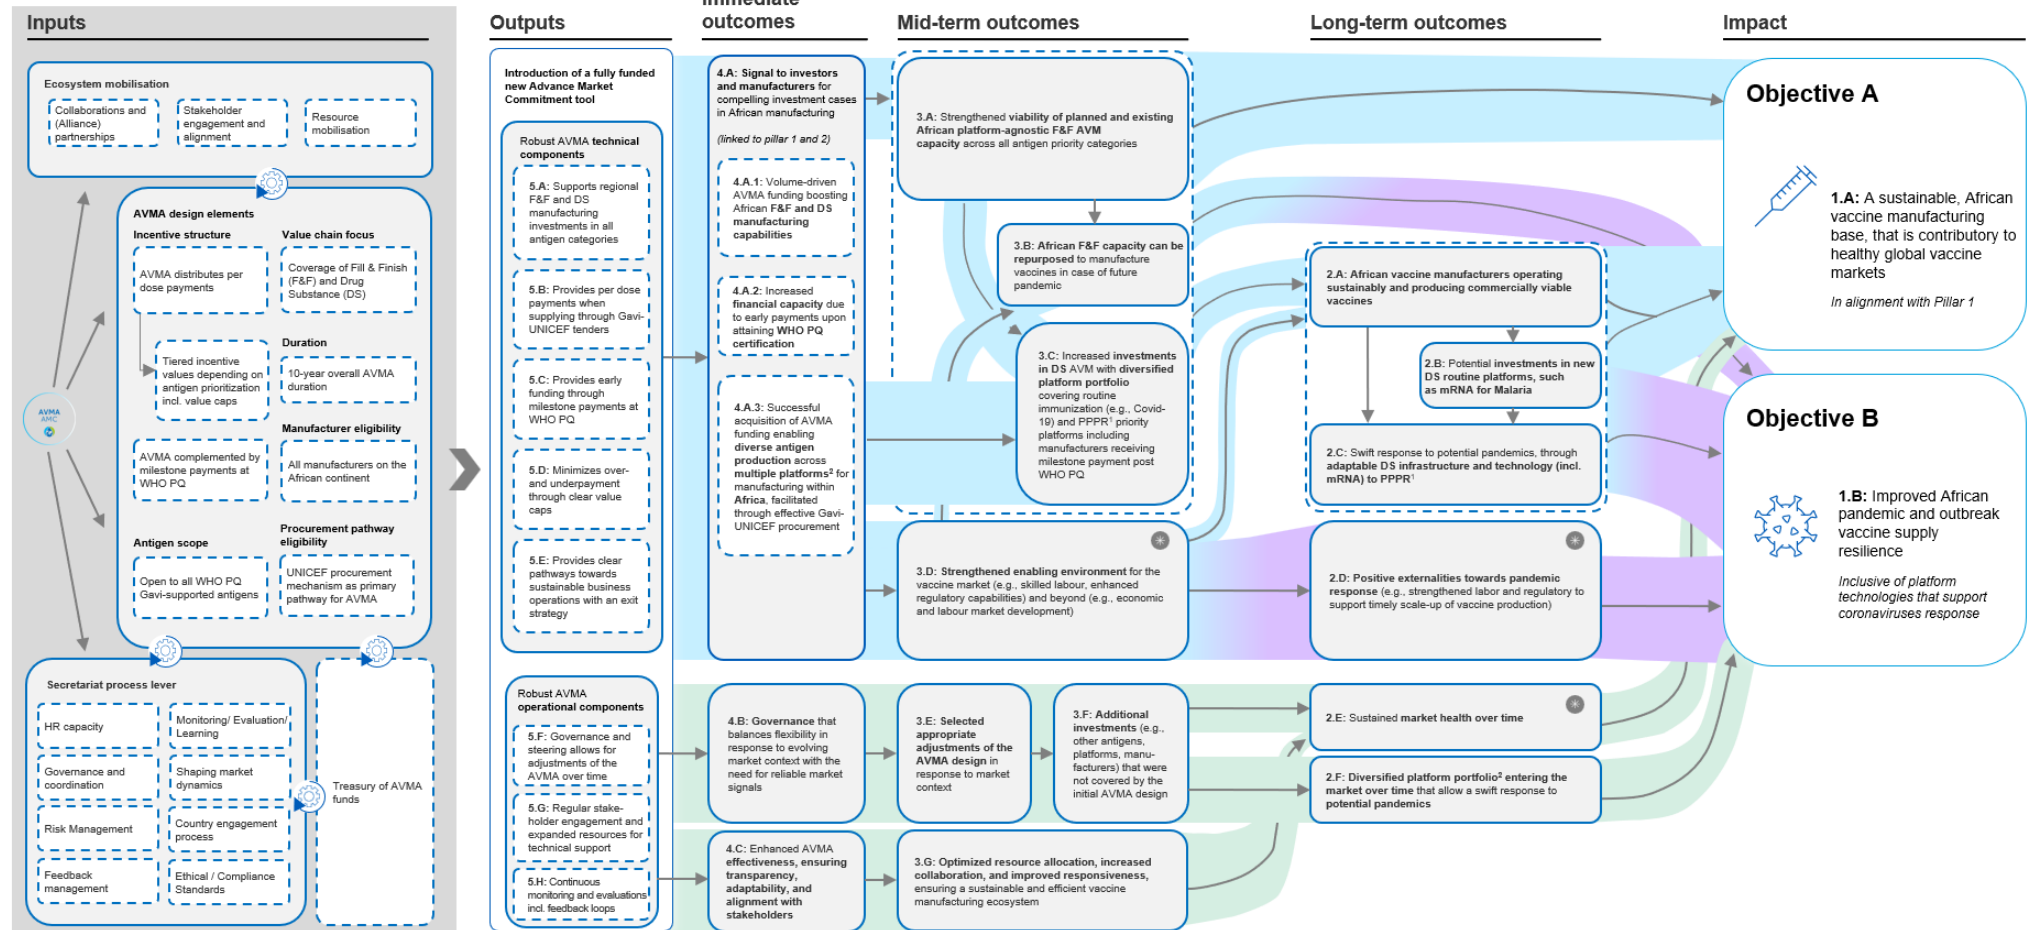 Inputs
Ecosystem mobilisation
Collaborations and
(Alliance)
partnerships
Stakeholder
engagement and
alignment
Resource
mobilisation
AVMA design elements
Incentive structure
AVMA distributes per
dose payments
Tiered incentive
values depending on
antigen prioritization
incl. value caps
AVMA complemented by
milestone payments at
WHO PQ
Antigen scope
Open to all WHO PQ
Gavi-supported antigens
Value chain focus
Coverage of Fill & Finish
(F&F) and Drug
Substance (DS)
Duration
10-year overall AVMA
duration
Manufacturer eligibility
All manufacturers on the
African continent
Procurement pathway
eligibility
UNICEF procurement
mechanism as primary
pathway for AVMA
AVMA
AMC
Secretariat process lever
HR capacity
Monitoring/ Evaluation/
Learning
Governance and
coordination
Shaping market
dynamics
Risk Management
Country engagement
process
Feedback
management
Ethical / Compliance
Standards
Treasury of AVMA
funds
Outputs
Introduction of a fully funded
new Advance Market
Commitment tool
Robust AVMA technical
components
5.A: Supports regional
F&F and DS
manufacturing
investments in all
antigen categories
5.B: Provides per dose
payments when
supplying through Gavi-
UNICEF tenders
5.C: Provides early
funding through
milestone payments at
WHO PQ
5.D: Minimizes over-
and underpayment
through clear value
caps
5.E: Provides clear
pathways towards
sustainable business
operations with an exit
strategy
Robust AVMA
operational components
5.F: Governance and
steering allows for
adjustments of the
AVMA over time
5.G: Regular stake-
holder engagement and
expanded resources for
technical support
5.H: Continuous
monitoring and evaluations
incl. feedback loops
Immediate
outcomes
4.A: Signal to investors
and manufacturers for
compelling investment cases
in African manufacturing
(linked to pillar 1 and 2)
4.A.1: Volume-driven
AVMA funding boosting
African F&F and DS
manufacturing
capabilities
4.A.2: Increased
financial capacity due
to early payments upon
attaining WHO PQ
certification
4.A.3: Successful
acquisition of AVMA
funding enabling
diverse antigen
production across
multiple platforms² for
manufacturing within
Africa, facilitated
through effective Gavi-
UNICEF procurement
4.B: Governance that
balances flexibility in
response to evolving
market context with the
need for reliable market
signals
4.C: Enhanced AVMA
effectiveness, ensuring
transparency,
adaptability, and
alignment with
stakeholders
Mid-term outcomes
3.A: Strengthened viability of planned and existing
African platform-agnostic F&F AVM
capacity across all antigen priority categories
3.B: African F&F capacity can be
repurposed to manufacture
vaccines in case of future
pandemic
3.C: Increased investments
in DS AVM with diversified
platform portfolio
covering routine
immunization (e.g., Covid-
19) and PPPR¹ priority
platforms including
manufacturers receiving
milestone payment post
WHO PQ
3.D: Strengthened enabling environment for the
vaccine market (e.g., skilled labour, enhanced
regulatory capabilities) and beyond (e.g., economic
and labour market development)
3.E: Selected
appropriate
adjustments of the
AVMA design in
response to market
context
3.F: Additional
investments (e.g.,
other antigens,
platforms, manu-
facturers) that were
not covered by the
initial AVMA design
3.G: Optimized resource allocation, increased
collaboration, and improved responsiveness,
ensuring a sustainable and efficient vaccine
manufacturing ecosystem
Long-term outcomes
2.A: African vaccine manufacturers operating
sustainably and producing commercially viable
vaccines
2.B: Potential investments in new
DS routine platforms, such
as mRNA for Malaria
2.C: Swift response to potential pandemics, through
adaptable DS infrastructure and technology (incl.
mRNA) to PPPR¹
2.D: Positive externalities towards pandemic
response (e.g., strengthened labor and regulatory to
support timely scale-up of vaccine production)
2.E: Sustained market health over time
2.F: Diversified platform portfolio² entering the
market over time that allow a swift response to
potential pandemics
Impact
Objective A
1.A: A sustainable, African
vaccine manufacturing
base, that is contributory to
healthy global vaccine
markets
In alignment with Pillar 1
Objective B
1.B: Improved African
pandemic and outbreak
vaccine supply
resilience
Inclusive of platform
technologies that support
coronaviruses response